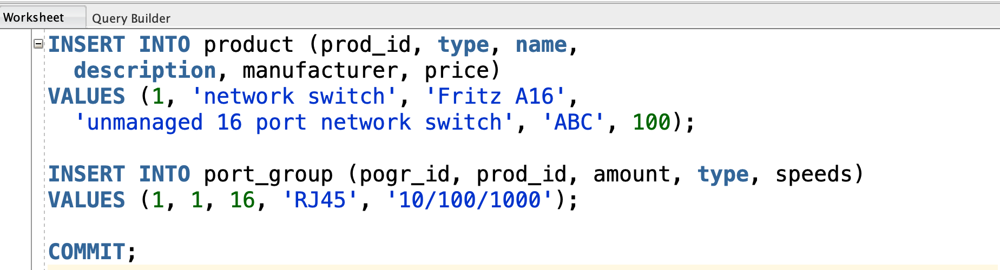 Worksheet Query Builder
INSERT INTO product (prod_id, type, name,
description, manufacturer, price)
VALUES (1, 'network switch', 'Fritz A16',
'unmanaged 16 port network switch', 'ABC', 100);
INSERT INTO port_group (pogr_id, prod_id, amount, type, speeds)
VALUES (1, 1, 16, 'RJ45', '10/100/1000');
COMMIT;